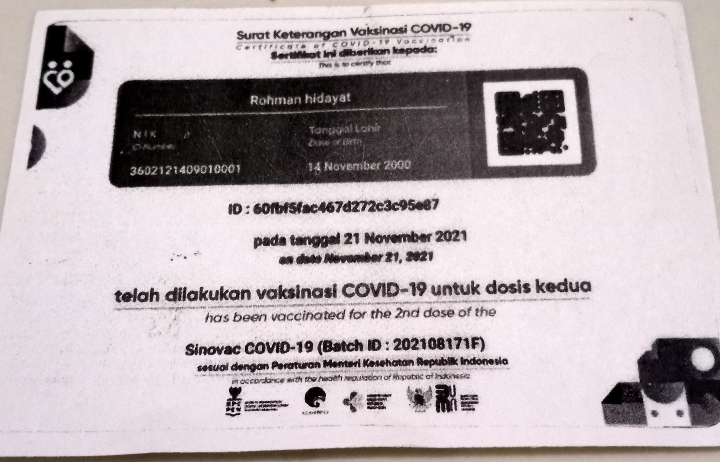 Surat Keterangan Vaksinasi COVID-19
Certificate of COVID-19 Vaccination
Sertifikat ini diberikan kepada:
This is to certify that
Rohman hidayat
NIK
Tanggal Lahir
ID Number
Date of Birth
3602121409010001
14 November 2000
ID : 60fbf5fac467d272c3c95e87
pada tanggal 21 November 2021
on date November 21, 2021
telah dilakukan vaksinasi COVID-19 untuk dosis kedua
has been vaccinated for the 2nd dose of the
Sinovac COVID-19 (Batch ID : 202108171F)
sesuai dengan Peraturan Menteri Kesehatan Republik Indonesia
in accordance with the health regulation of Republic of Indonesia